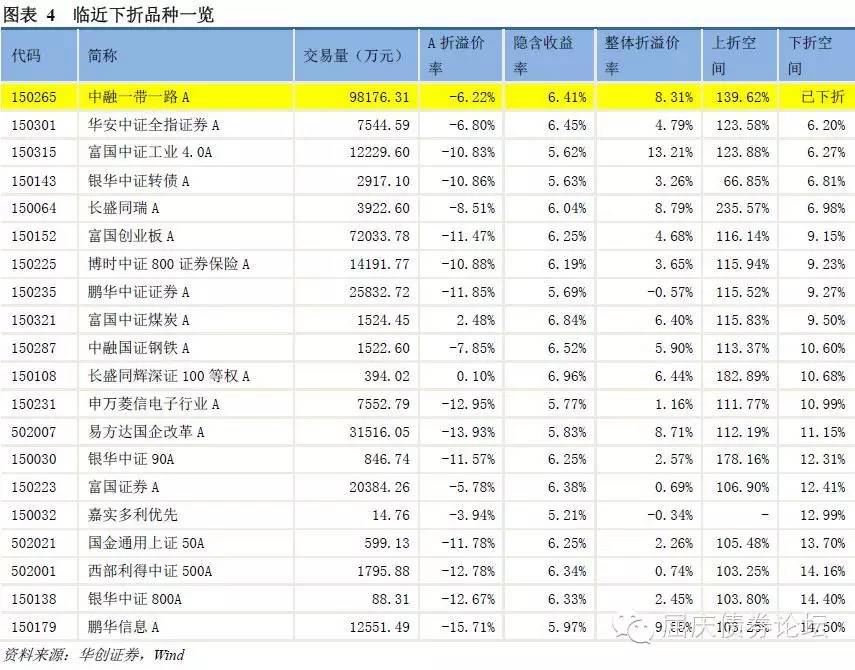 图表 4 临近下折品种一览
代码 简称 交易量（万元） A 折溢价率 隐含收益率 整体折溢价率 上折空间 下折空间
150265 中融一带一路 A 98176.31 -6.22% 6.41% 8.31% 139.62% 已下折
150301 华安中证全指证券 A 7544.59 -6.80% 6.45% 4.79% 123.58% 6.20%
150315 富国中证工业 4.0A 12229.60 -10.83% 5.62% 13.21% 123.88% 6.27%
150143 银华中证转债 A 2917.10 -10.86% 5.63% 3.26% 66.85% 6.81%
150064 长盛同瑞 A 3922.60 -8.51% 6.04% 8.79% 235.57% 6.98%
150152 富国创业板 A 72033.78 -11.47% 6.25% 4.68% 116.14% 9.15%
150225 博时中证 800 证券保险 A 14191.77 -10.88% 6.19% 3.65% 115.94% 9.23%
150235 鹏华中证证券 A 25832.72 -11.85% 5.69% -0.57% 115.52% 9.27%
150321 富国中证煤炭 A 1524.45 2.48% 6.84% 6.40% 115.83% 9.50%
150287 中融国证钢铁 A 1522.60 -7.85% 6.52% 5.90% 113.37% 10.60%
150108 长盛同辉深证 100 等权 A 394.02 0.10% 6.96% 6.44% 182.89% 10.68%
150231 申万菱信电子行业 A 7552.79 -12.95% 5.77% 1.16% 111.77% 10.99%
502007 易方达国企改革 A 31516.05 -13.93% 5.83% 8.71% 112.19% 11.15%
150030 银华中证 90A 846.74 -11.57% 6.25% 2.57% 178.16% 12.31%
150223 富国证券 A 20384.26 -5.78% 6.38% 0.69% 106.90% 12.41%
150032 嘉实多利优先 14.76 -3.94% 5.21% -0.34% - 12.99%
502021 国金通用上证 50A 599.13 -11.78% 6.25% 2.26% 105.48% 13.70%
502001 西部利得中证 500A 1795.88 -12.78% 6.34% 0.74% 103.25% 14.16%
150138 银华中证 800A 88.31 -12.67% 6.33% 2.45% 103.80% 14.40%
150179 鹏华信息 A 12551.49 -15.71% 5.97%
屈庆债券论坛
资料来源：华创证券，Wind